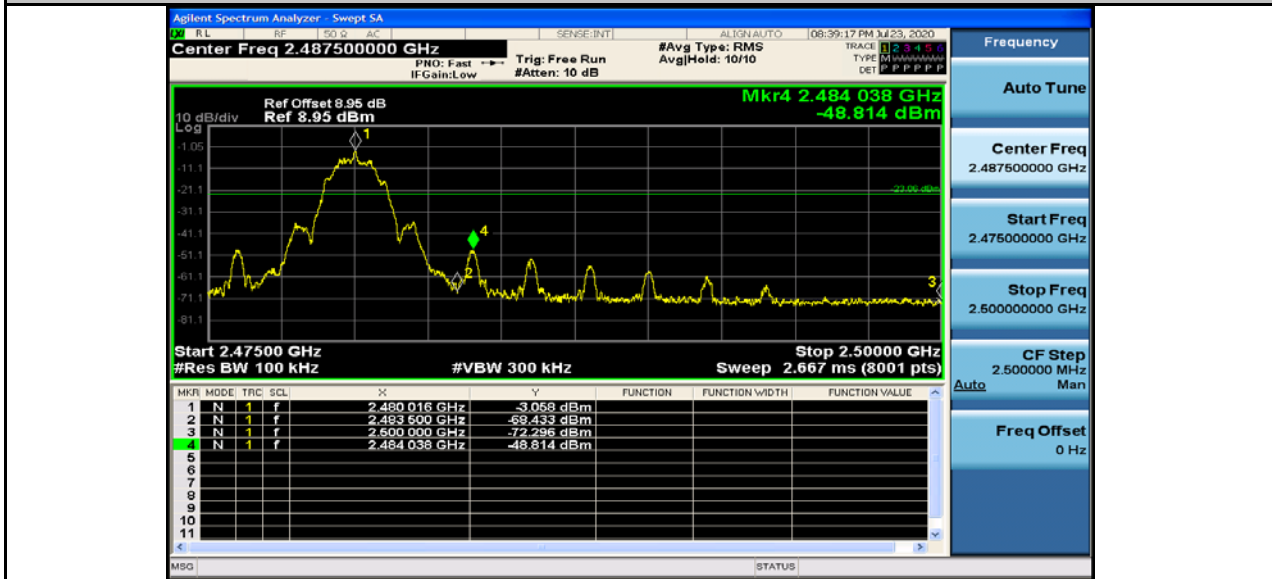 Agilent Spectrum Analyzer - Swept SA
RL RF 50 Ω AC SENSE:INT ALIGN AUTO 08:39:17 PM Jul 23, 2020
Center Freq 2.487500000 GHz #Avg Type: RMS TRACE 1 2 3 4 5 6
PNO: Fast Trig: Free Run Avg|Hold: 10/10 TYPE M
IFGain:Low #Atten: 10 dB DET P P P P P P
Mkr4 2.484 038 GHz
-48.814 dBm
Ref Offset 8.95 dB
10 dB/div Ref 8.95 dBm
Log
-1.05
-11.1
-21.1
-31.1
-41.1
-51.1
-61.1
-71.1
-81.1
-23.06 dBm
1
4
2
3
Start 2.47500 GHz Stop 2.50000 GHz
#Res BW 100 kHz #VBW 300 kHz Sweep 2.667 ms (8001 pts)
MKR MODE TRC SCL X Y FUNCTION FUNCTION WIDTH FUNCTION VALUE
1 N 1 f 2.480 016 GHz -3.058 dBm
2 N 1 f 2.483 500 GHz -68.433 dBm
3 N 1 f 2.500 000 GHz -72.296 dBm
4 N 1 f 2.484 038 GHz -48.814 dBm
5
6
7
8
9
10
11
MSG STATUS
Frequency
Auto Tune
Center Freq
2.487500000 GHz
Start Freq
2.475000000 GHz
Stop Freq
2.500000000 GHz
CF Step
2.500000 MHz
Auto Man
Freq Offset
0 Hz